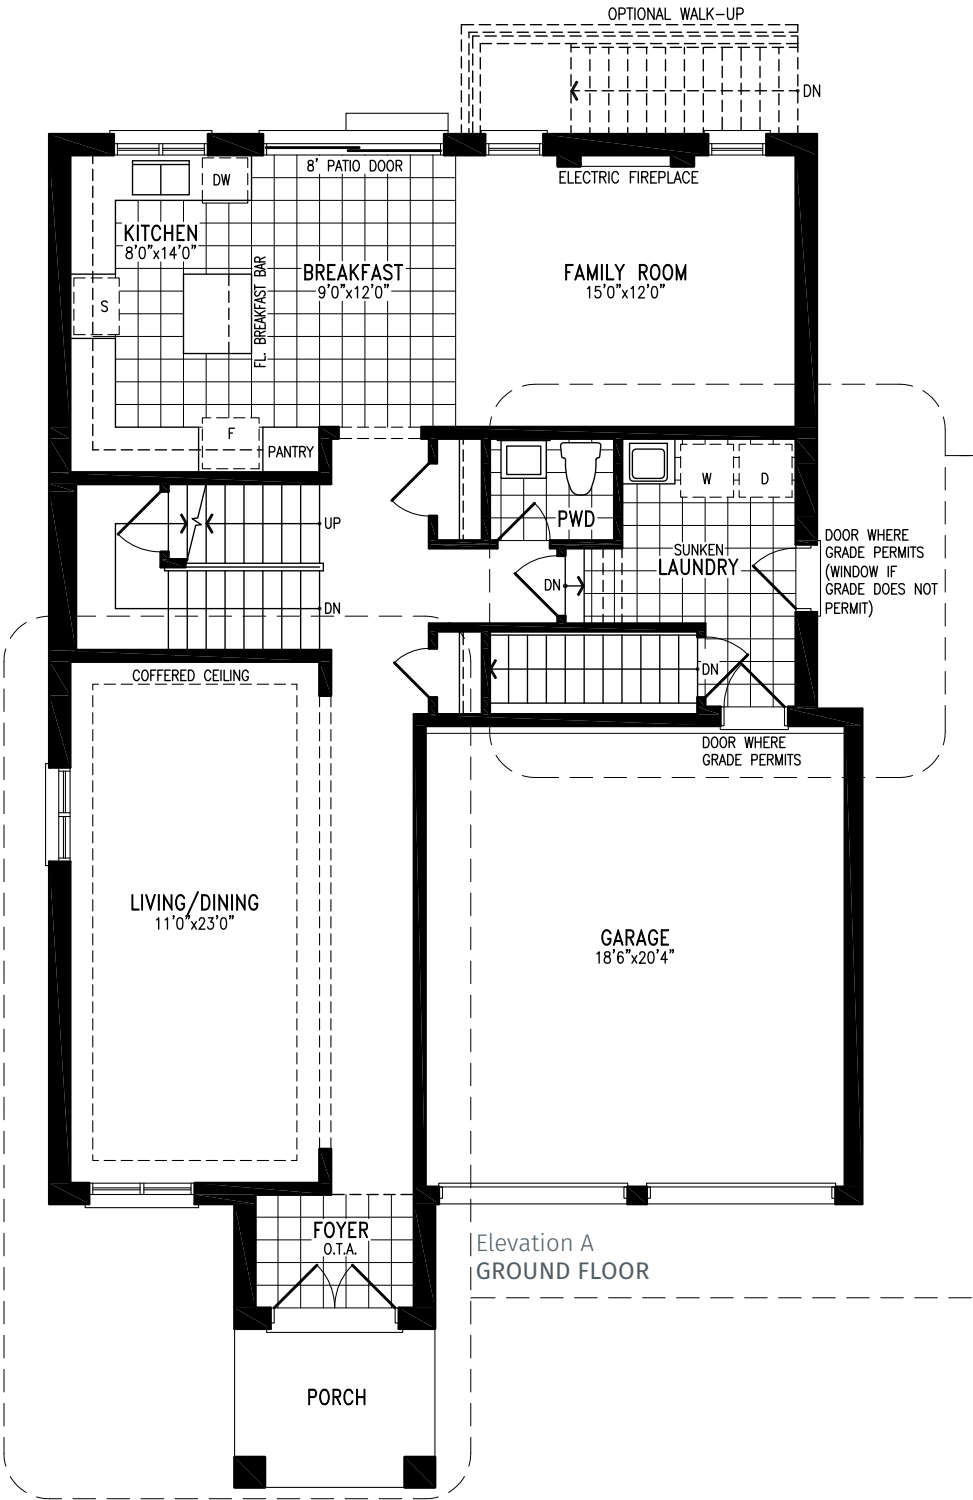 OPTIONAL WALK-UP
DN
8' PATIO DOOR
DW
ELECTRIC FIREPLACE
KITCHEN
8'0"x14'0"
BREAKFAST
9'0"x12'0"
FAMILY ROOM
15'0"x12'0"
S
FL. BREAKFAST BAR
F
PANTRY
W
D
UP
PWD
SUNKEN
LAUNDRY
DOOR WHERE
GRADE PERMITS
(WINDOW IF
GRADE DOES NOT
PERMIT)
DN
DN
COFFERED CEILING
DN
DOOR WHERE
GRADE PERMITS
LIVING/DINING
11'0"x23'0"
GARAGE
18'6"x20'4"
FOYER
O.T.A.
Elevation A
GROUND FLOOR
PORCH